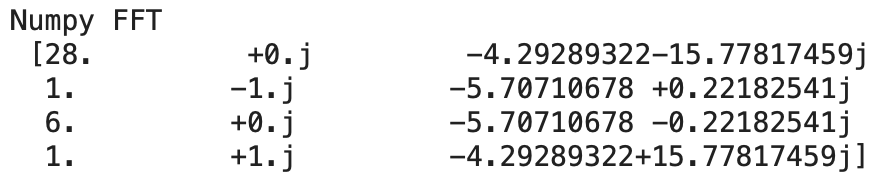 Numpy FFT
[28.        +0.j         -4.29289322-15.77817459j
1.        -1.j         -5.70710678 +0.22182541j
6.        +0.j         -5.70710678 -0.22182541j
1.        +1.j         -4.29289322+15.77817459j]